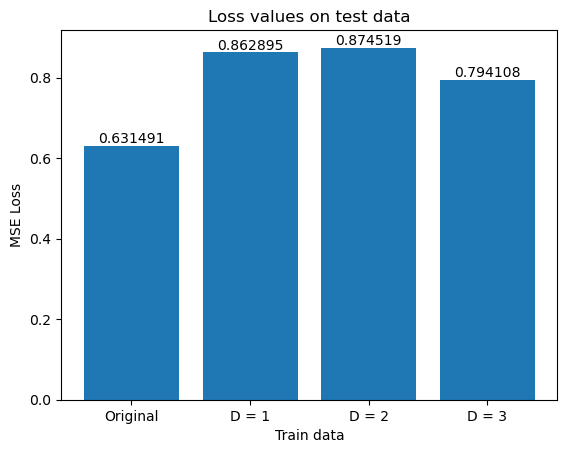 Loss values on test data
0.631491
0.862895
0.874519
0.794108
MSE Loss
0.8
0.6
0.4
0.2
0.0
Original
D = 1
D = 2
D = 3
Train data